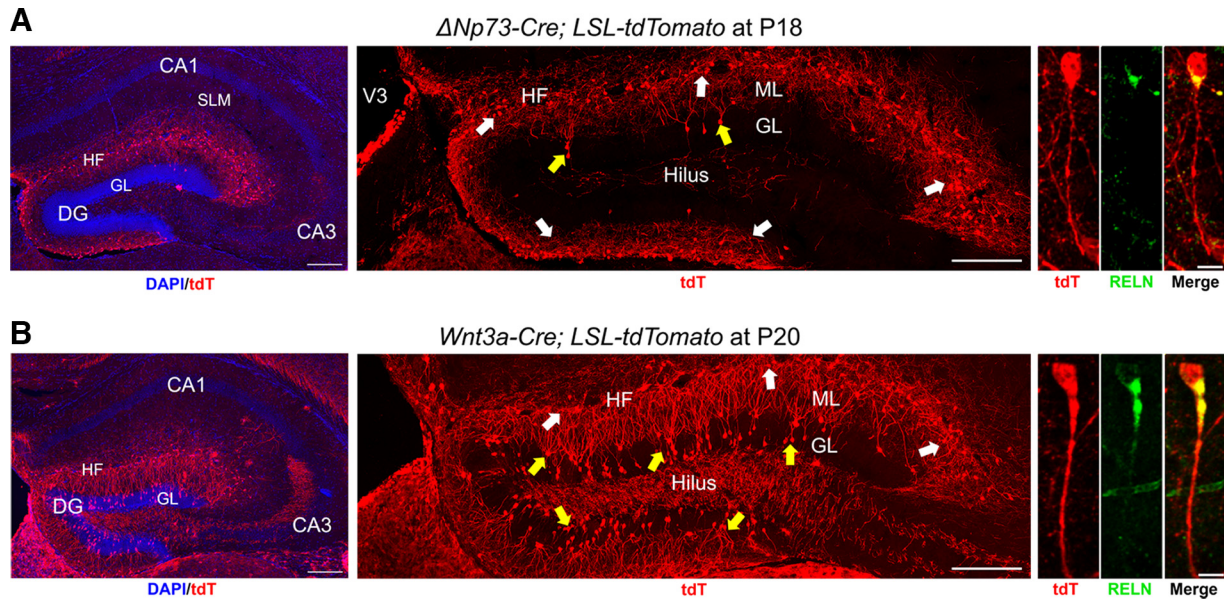 A
ΔNp73-Cre; LSL-tdTomato at P18
CA1
SLM
HF
GL
DG
CA3
DAPI/tdT
V3
HF
ML
GL
Hilus
tdT
tdT
RELN
Merge
B
Wnt3a-Cre; LSL-tdTomato at P20
CA1
HF
DG
GL
CA3
DAPI/tdT
HF
ML
GL
Hilus
tdT
tdT
RELN
Merge